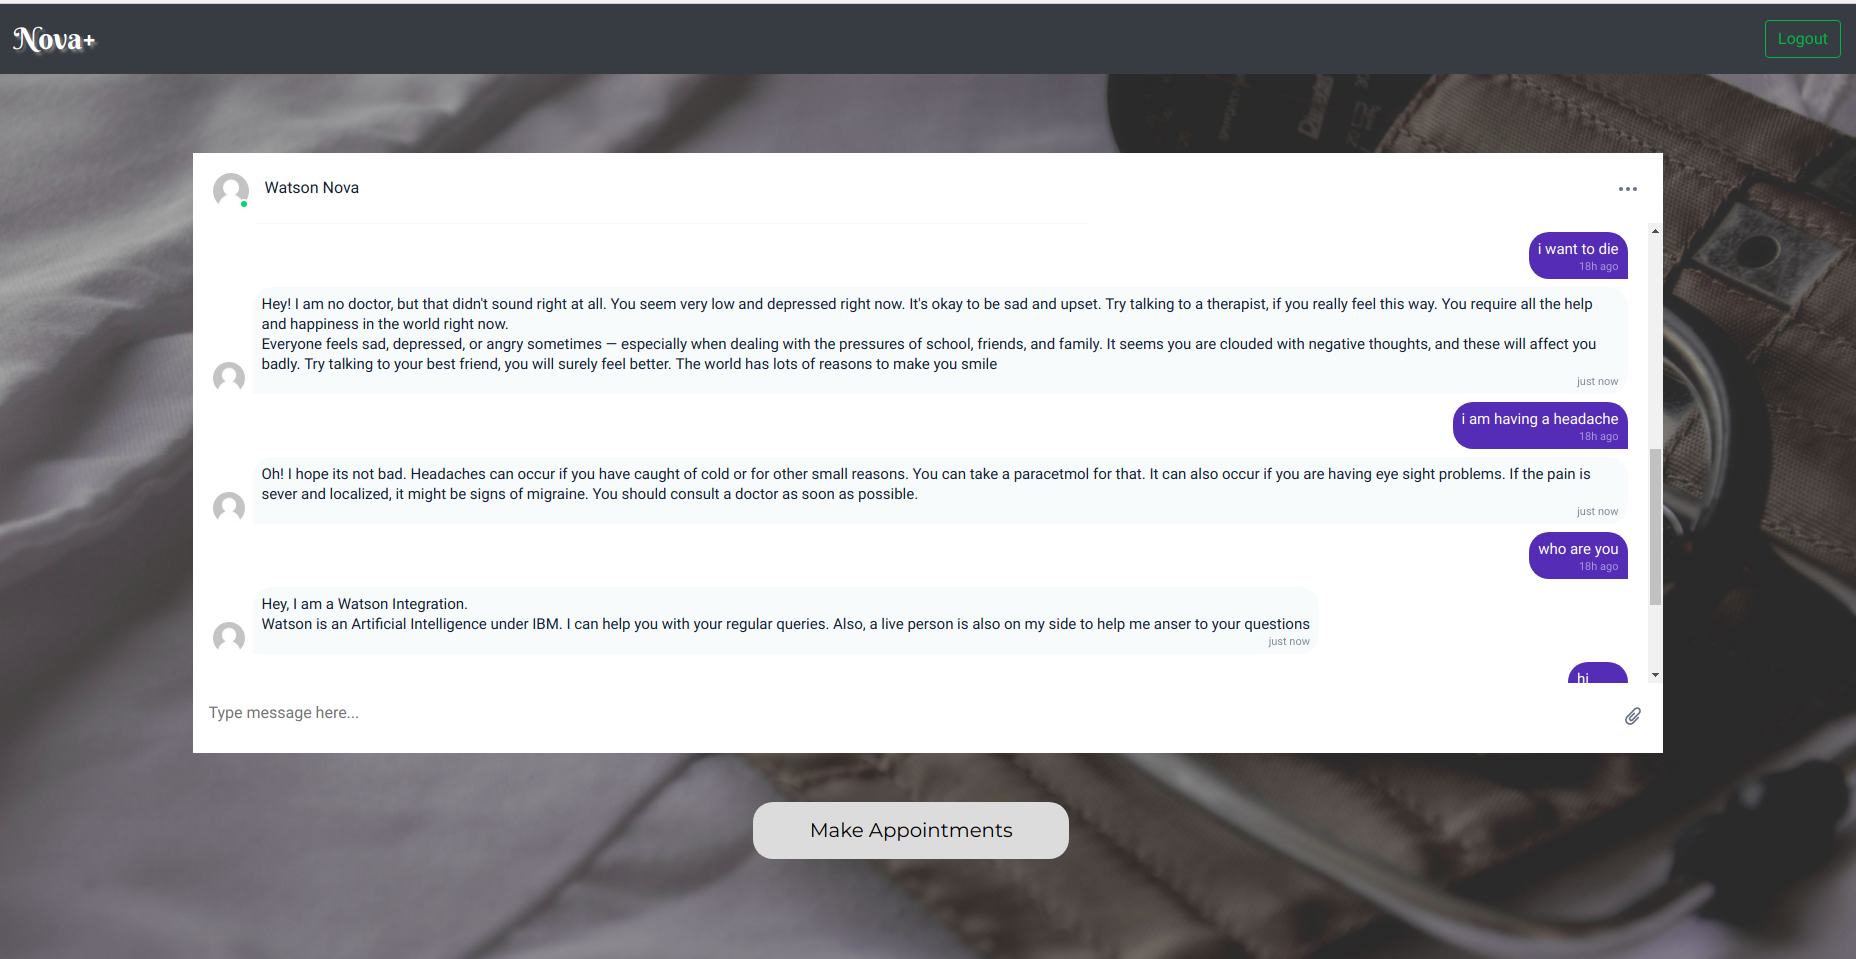 Nova+
Logout
Watson Nova
i want to die
18h ago
Hey! I am no doctor, but that didn't sound right at all. You seem very low and depressed right now. It's okay to be sad and upset. Try talking to a therapist, if you really feel this way. You require all the help
and happiness in the world right now.
Everyone feels sad, depressed, or angry sometimes — especially when dealing with the pressures of school, friends, and family. It seems you are clouded with negative thoughts, and these will affect you
badly. Try talking to your best friend, you will surely feel better. The world has lots of reasons to make you smile
just now
i am having a headache
18h ago
Oh! I hope its not bad. Headaches can occur if you have caught of cold or for other small reasons. You can take a paracetmol for that. It can also occur if you are having eye sight problems. If the pain is
sever and localized, it might be signs of migraine. You should consult a doctor as soon as possible.
just now
who are you
18h ago
Hey, I am a Watson Integration.
Watson is an Artificial Intelligence under IBM. I can help you with your regular queries. Also, a live person is also on my side to help me anser to your questions
just now
hi
Type message here...
Make Appointments